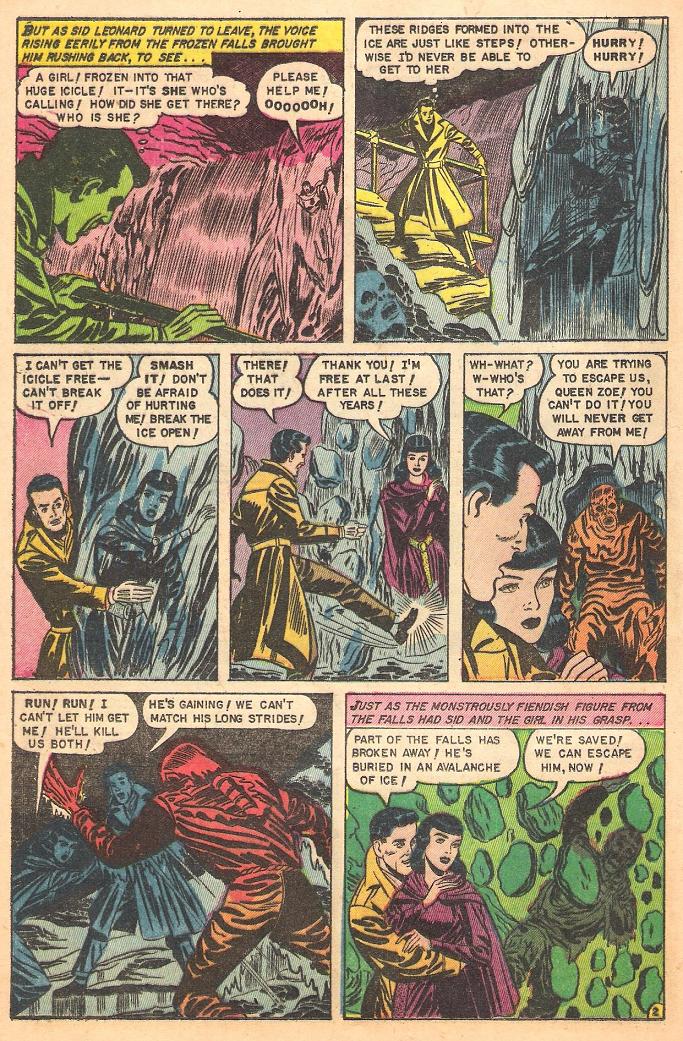 BUT AS SID LEONARD TURNED TO LEAVE, THE VOICE
RISING EERILY FROM THE FROZEN FALLS BROUGHT
HIM RUSHING BACK, TO SEE...
A GIRL! FROZEN INTO THAT
HUGE ICICLE! IT—IT'S SHE WHO'S
CALLING! HOW DID SHE GET THERE?
WHO IS SHE?
PLEASE
HELP ME!
OOOOOOH!
THESE RIDGES FORMED INTO THE
ICE ARE JUST LIKE STEPS! OTHER-
WISE I'D NEVER BE ABLE TO
GET TO HER
HURRY!
HURRY!
I CAN'T GET THE
ICICLE FREE—
CAN'T BREAK
IT OFF!
SMASH
IT! DON'T
BE AFRAID
OF HURTING
ME! BREAK THE
ICE OPEN!
THERE!
THAT
DOES IT!
THANK YOU! I'M
FREE AT LAST!
AFTER ALL THESE
YEARS!
WH-WHAT?
W-WHO'S
THAT?
YOU ARE TRYING
TO ESCAPE US,
QUEEN ZOE! YOU
CAN'T DO IT! YOU
WILL NEVER GET
AWAY FROM ME!
RUN! RUN! I
CAN'T LET HIM GET
ME! HE'LL KILL
US BOTH!
HE'S GAINING! WE CAN'T
MATCH HIS LONG STRIDES!
JUST AS THE MONSTROUSLY FIENDISH FIGURE FROM
THE FALLS HAD SID AND THE GIRL IN HIS GRASP...
PART OF THE FALLS HAS
BROKEN AWAY! HE'S
BURIED IN AN AVALANCHE
OF ICE!
WE'RE SAVED!
WE CAN ESCAPE
HIM, NOW!
2